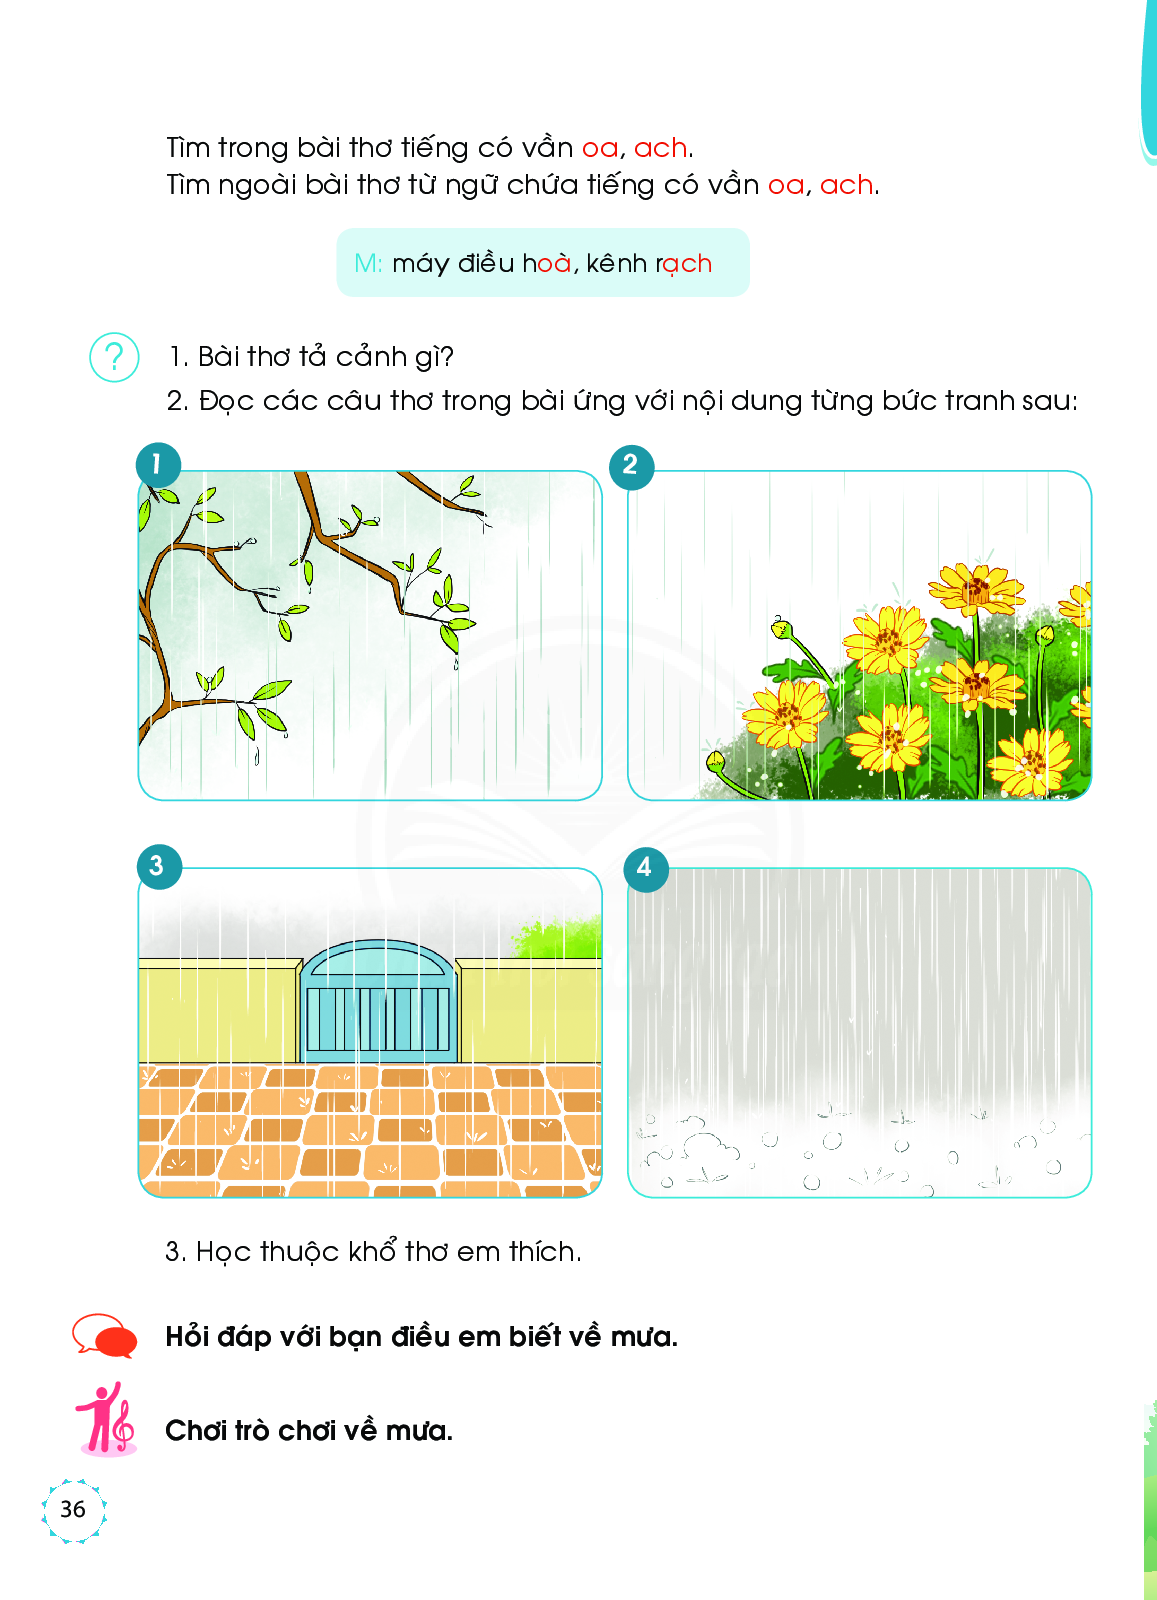 Tìm trong bài thơ tiếng có vần oa, ach.
Tìm ngoài bài thơ từ ngữ chứa tiếng có vần oa, ach.
M: máy điều hoà, kênh rạch
?
1. Bài thơ tả cảnh gì?
2. Đọc các câu thơ trong bài ứng với nội dung từng bức tranh sau:
1
2
3
4
3. Học thuộc khổ thơ em thích.
Hỏi đáp với bạn điều em biết về mưa.
Chơi trò chơi về mưa.
36